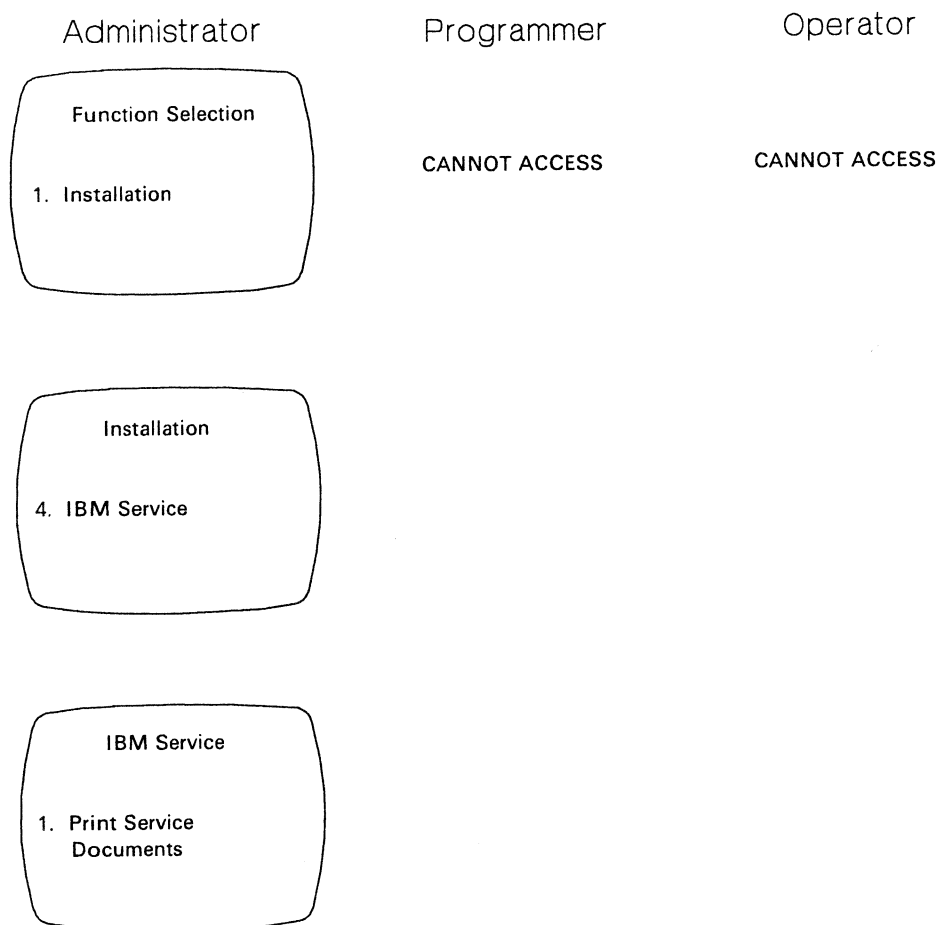 Administrator
Programmer
Operator
Function Selection
1. Installation
CANNOT ACCESS
CANNOT ACCESS
Installation
4. IBM Service
IBM Service
1. Print Service
Documents